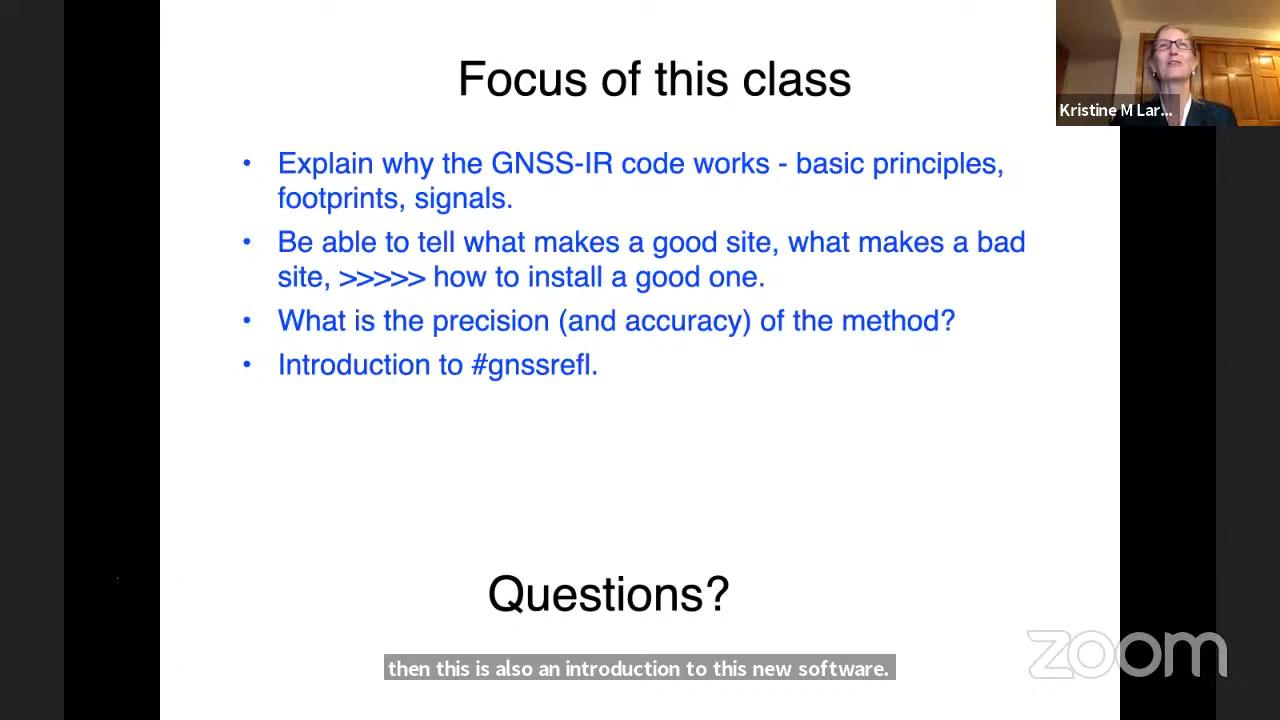 Focus of this class
Kristine M Lar...
• Explain why the GNSS-IR code works - basic principles,
footprints, signals.
• Be able to tell what makes a good site, what makes a bad
site, >>>>> how to install a good one.
• What is the precision (and accuracy) of the method?
• Introduction to #gnssrefl.
Questions?
then this is also an introduction to this new software.
zoom